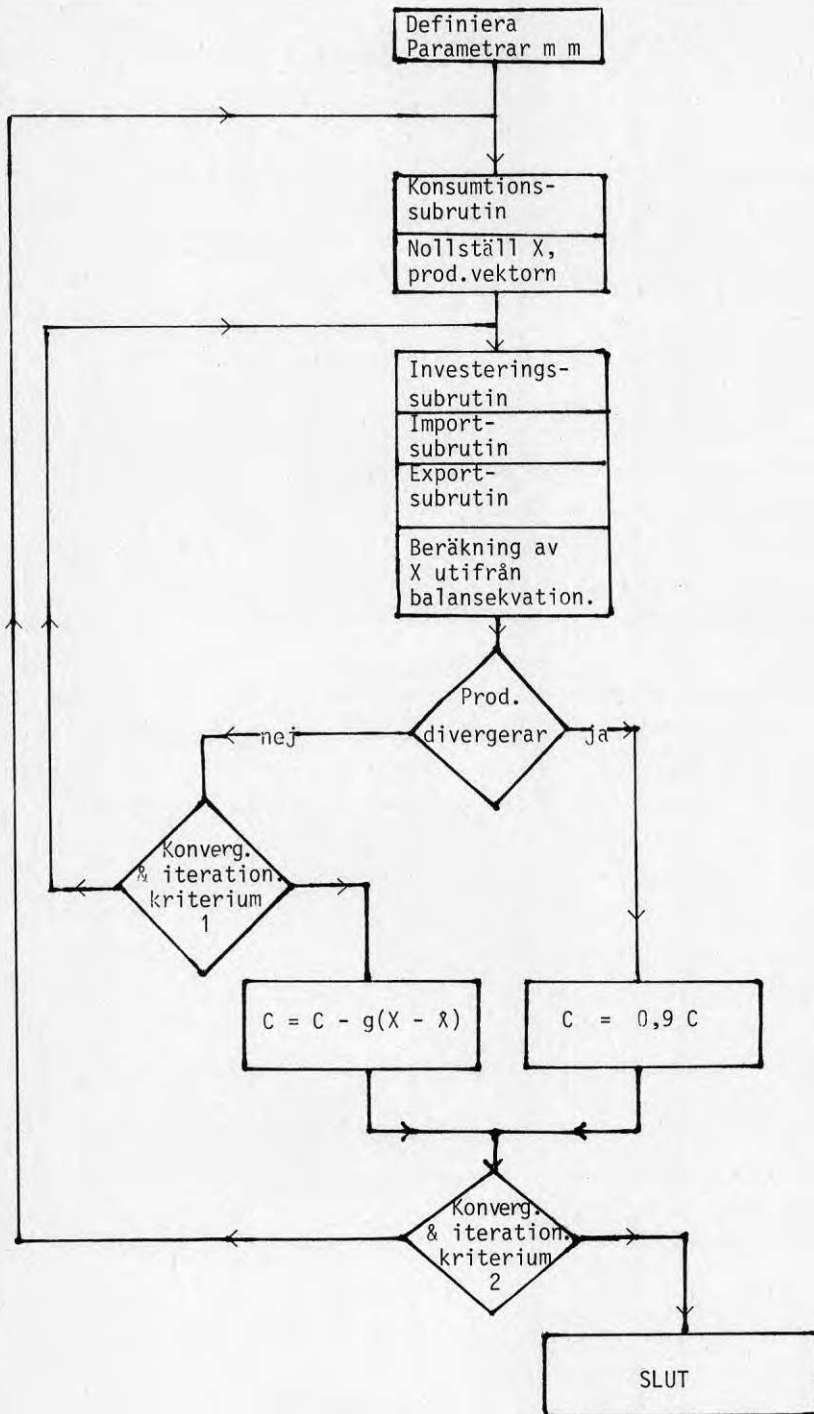 Definiera
Parametrar m m
Konsumtions-
subrutin
Nollställ X,
prod.vektorn
Investerings-
subrutin
Import-
subrutin
Export-
subrutin
Beräkning av
X utifrån
balansekvation.
Prod.
divergerar
nej
ja
Konverg.
& iteration.
kriterium
1
C = C - g(X - x̂)
C = 0,9 C
Konverg.
& iteration.
kriterium
2
SLUT